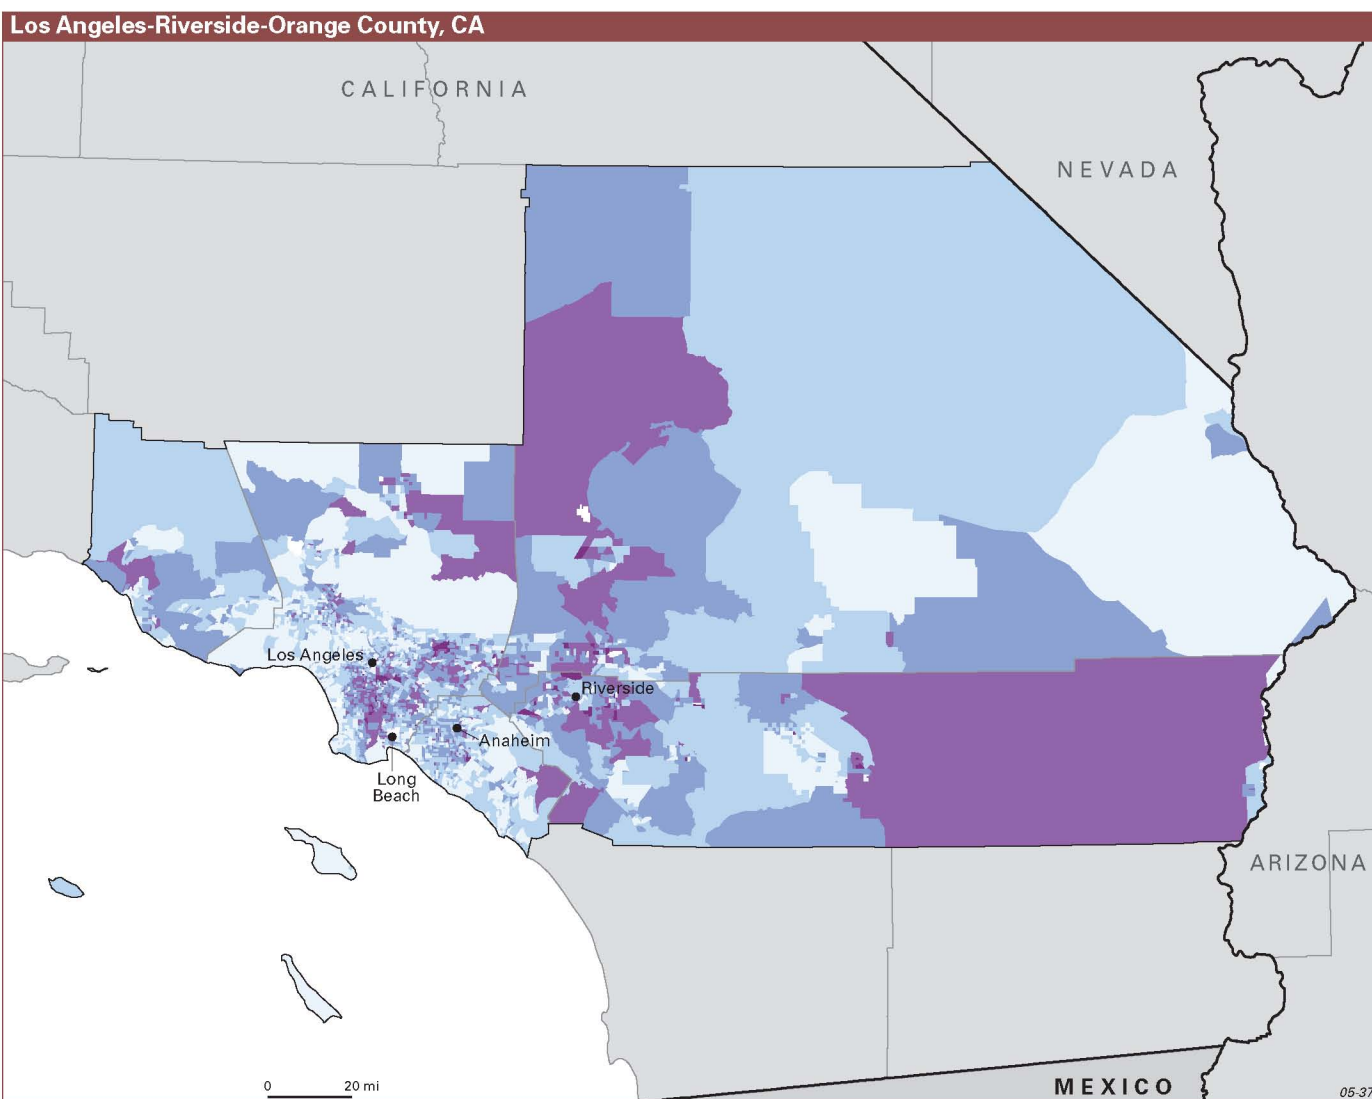 Los Angeles-Riverside-Orange County, CA
CALIFORNIA
NEVADA
Los Angeles
Riverside
Anaheim
Long
Beach
ARIZONA
0 20 mi
MEXICO
05-37